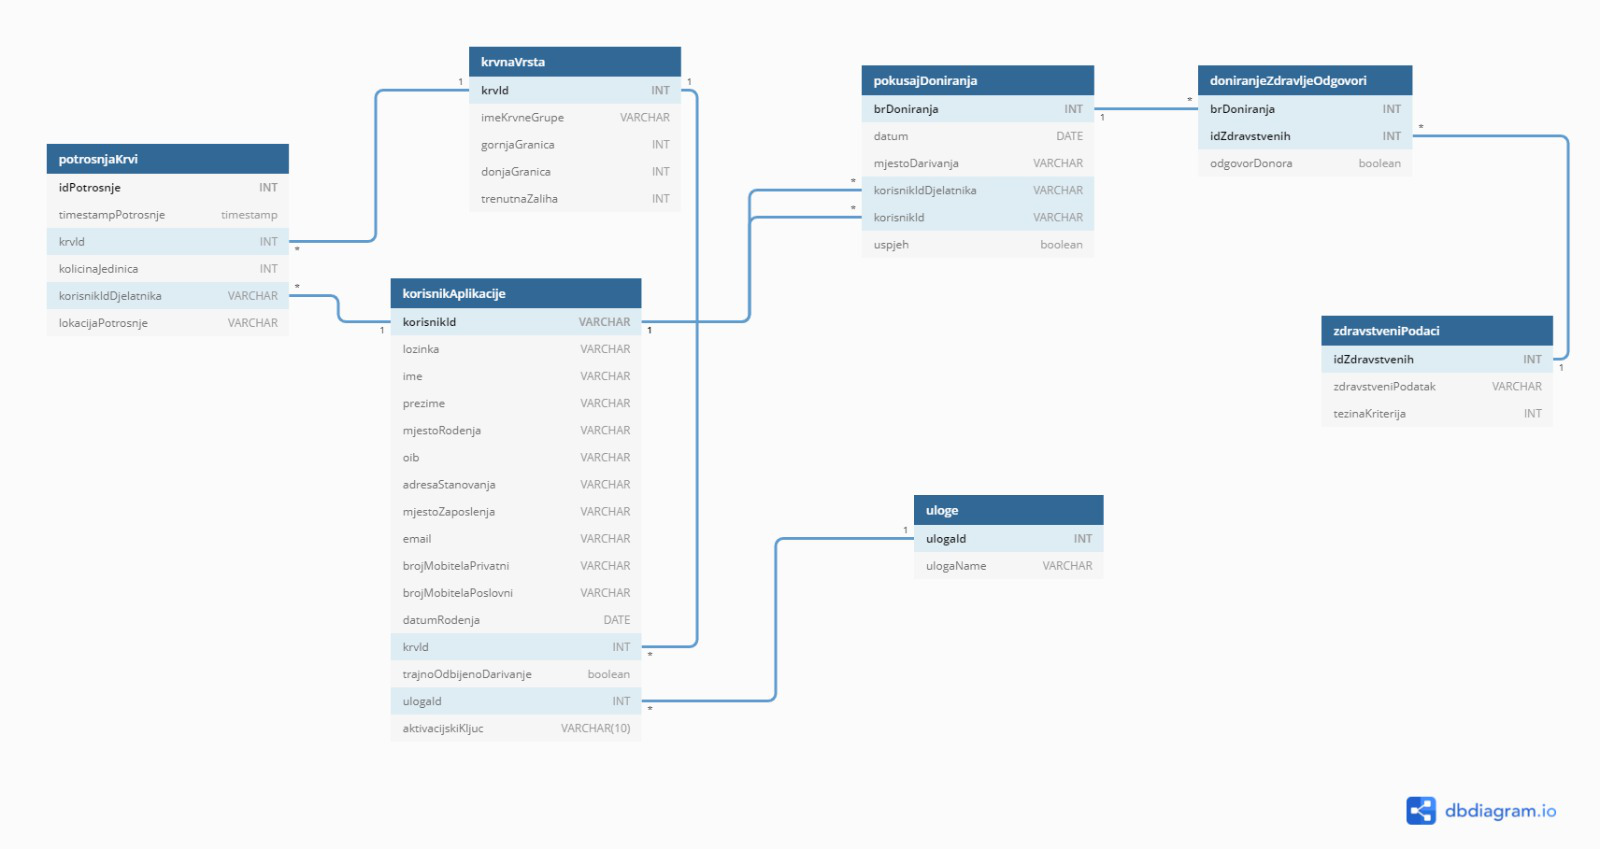 potrosnjaKrvi
idPotrosnje INT
timestampPotrosnje timestamp
krvId INT
kolicinaJedinica INT
korisnikIdDjelatnika VARCHAR
lokacijaPotrosnje VARCHAR
*
*
krvnaVrsta
1
1
krvId INT
imeKrvneGrupe VARCHAR
gornjaGranica INT
donjaGranica INT
trenutnaZaliha INT
korisnikAplikacije
1
1
korisnikId VARCHAR
lozinka VARCHAR
ime VARCHAR
prezime VARCHAR
mjestoRodenja VARCHAR
oib VARCHAR
adresaStanovanja VARCHAR
mjestoZaposlenja VARCHAR
email VARCHAR
brojMobitelaPrivatni VARCHAR
brojMobitelaPoslovni VARCHAR
datumRodenja DATE
krvId INT
*
trajnoOdbijenoDarivanje boolean
ulogaId INT
*
aktivacijskiKljuc VARCHAR(10)
pokusajDoniranja
brDoniranja INT
1
datum DATE
mjestoDarivanja VARCHAR
*
korisnikIdDjelatnika VARCHAR
*
korisnikId VARCHAR
uspjeh boolean
doniranjeZdravljeOdgovori
*
brDoniranja INT
idZdravstvenih INT
*
odgovorDonora boolean
zdravstveniPodaci
idZdravstvenih INT
1
zdravstveniPodatak VARCHAR
tezinaKriterija INT
uloge
1
ulogaId INT
ulogaName VARCHAR
dbdiagram.io